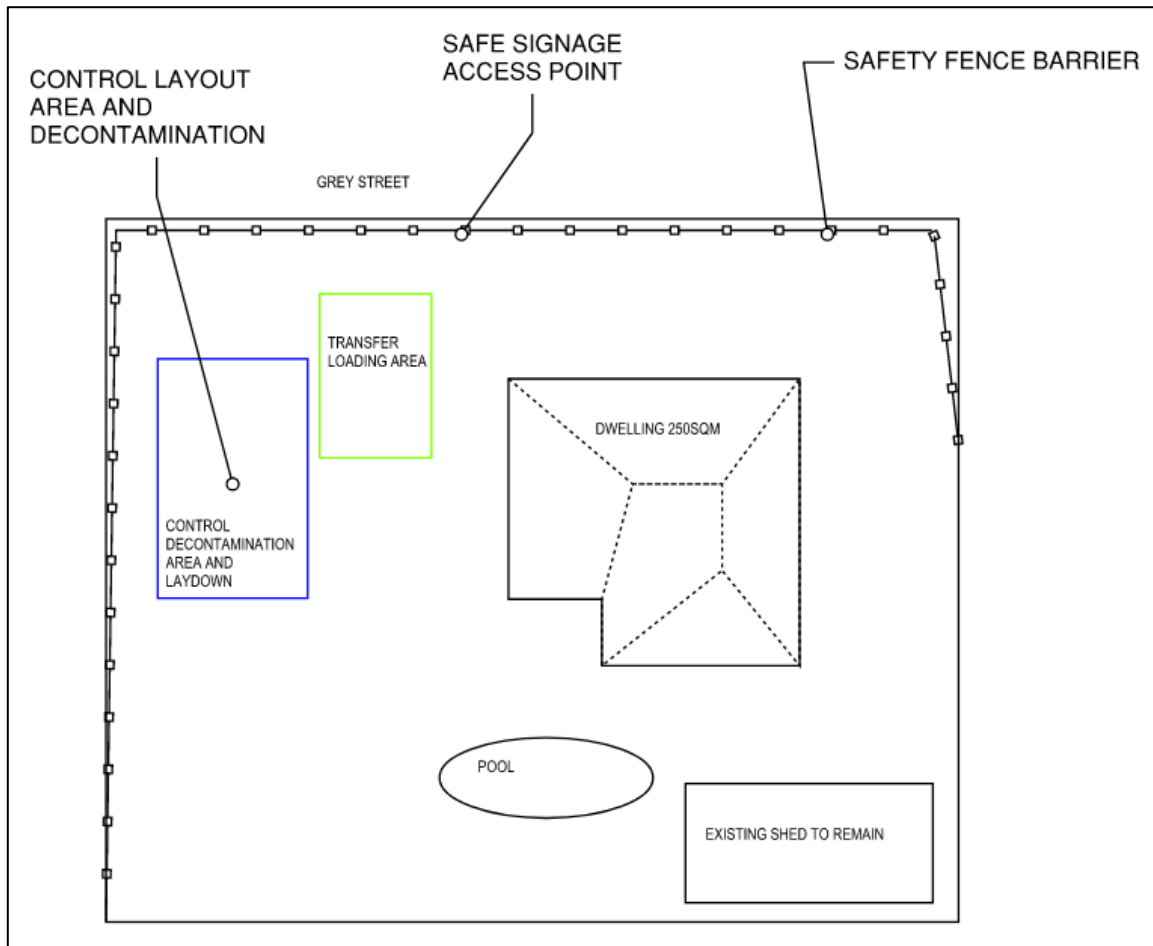 SAFE SIGNAGE
ACCESS POINT
SAFETY FENCE BARRIER
CONTROL LAYOUT
AREA AND
DECONTAMINATION
GREY STREET
TRANSFER
LOADING AREA
DWELLING 250SQM
CONTROL
DECONTAMINATION
AREA AND
LAYDOWN
POOL
EXISTING SHED TO REMAIN